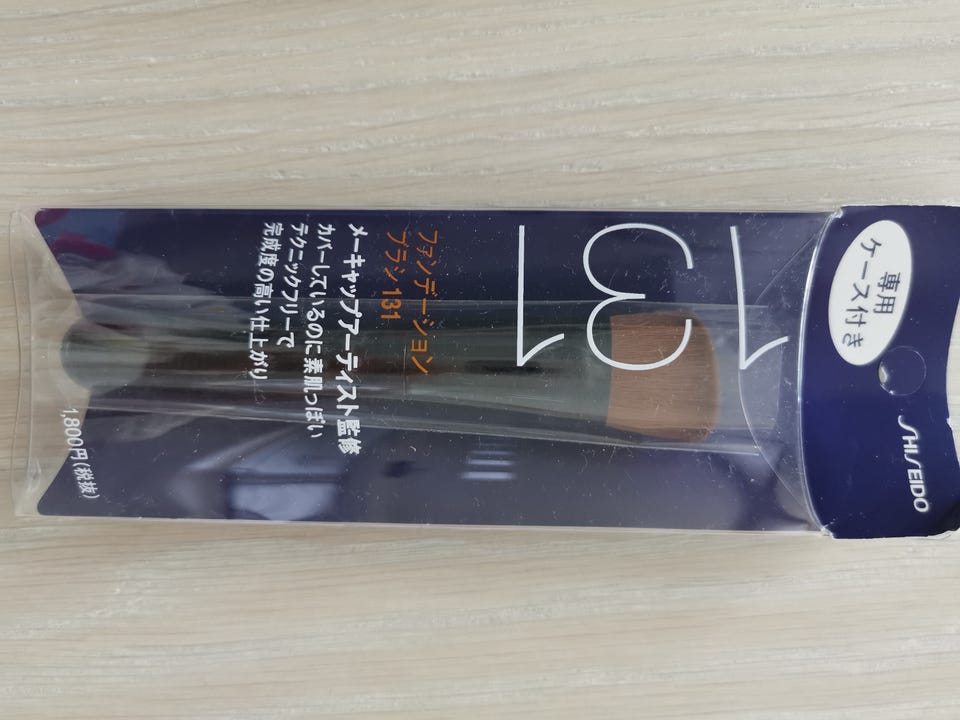 SHISEIDO
専用
ケース付き
131
ファンデーション
ブラシ131
メーキャップアーティスト監修
カバーしているのに素肌っぽい
テクニックフリーで
完成度の高い仕上がり
1,800円(税抜)